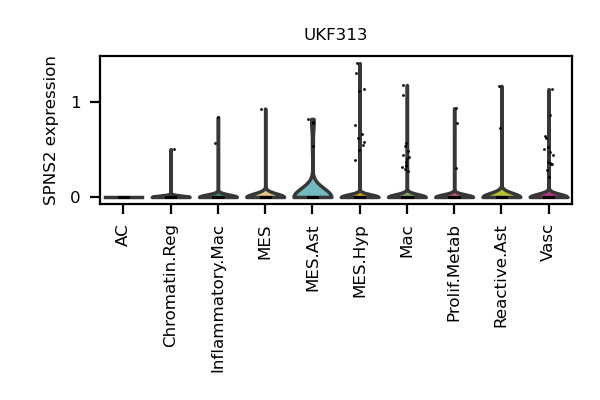 UKF313
SPNS2 expression
1
0
AC
Chromatin.Reg
Inflammatory.Mac
MES
MES.Ast
MES.Hyp
Mac
Prolif.Metab
Reactive.Ast
Vasc